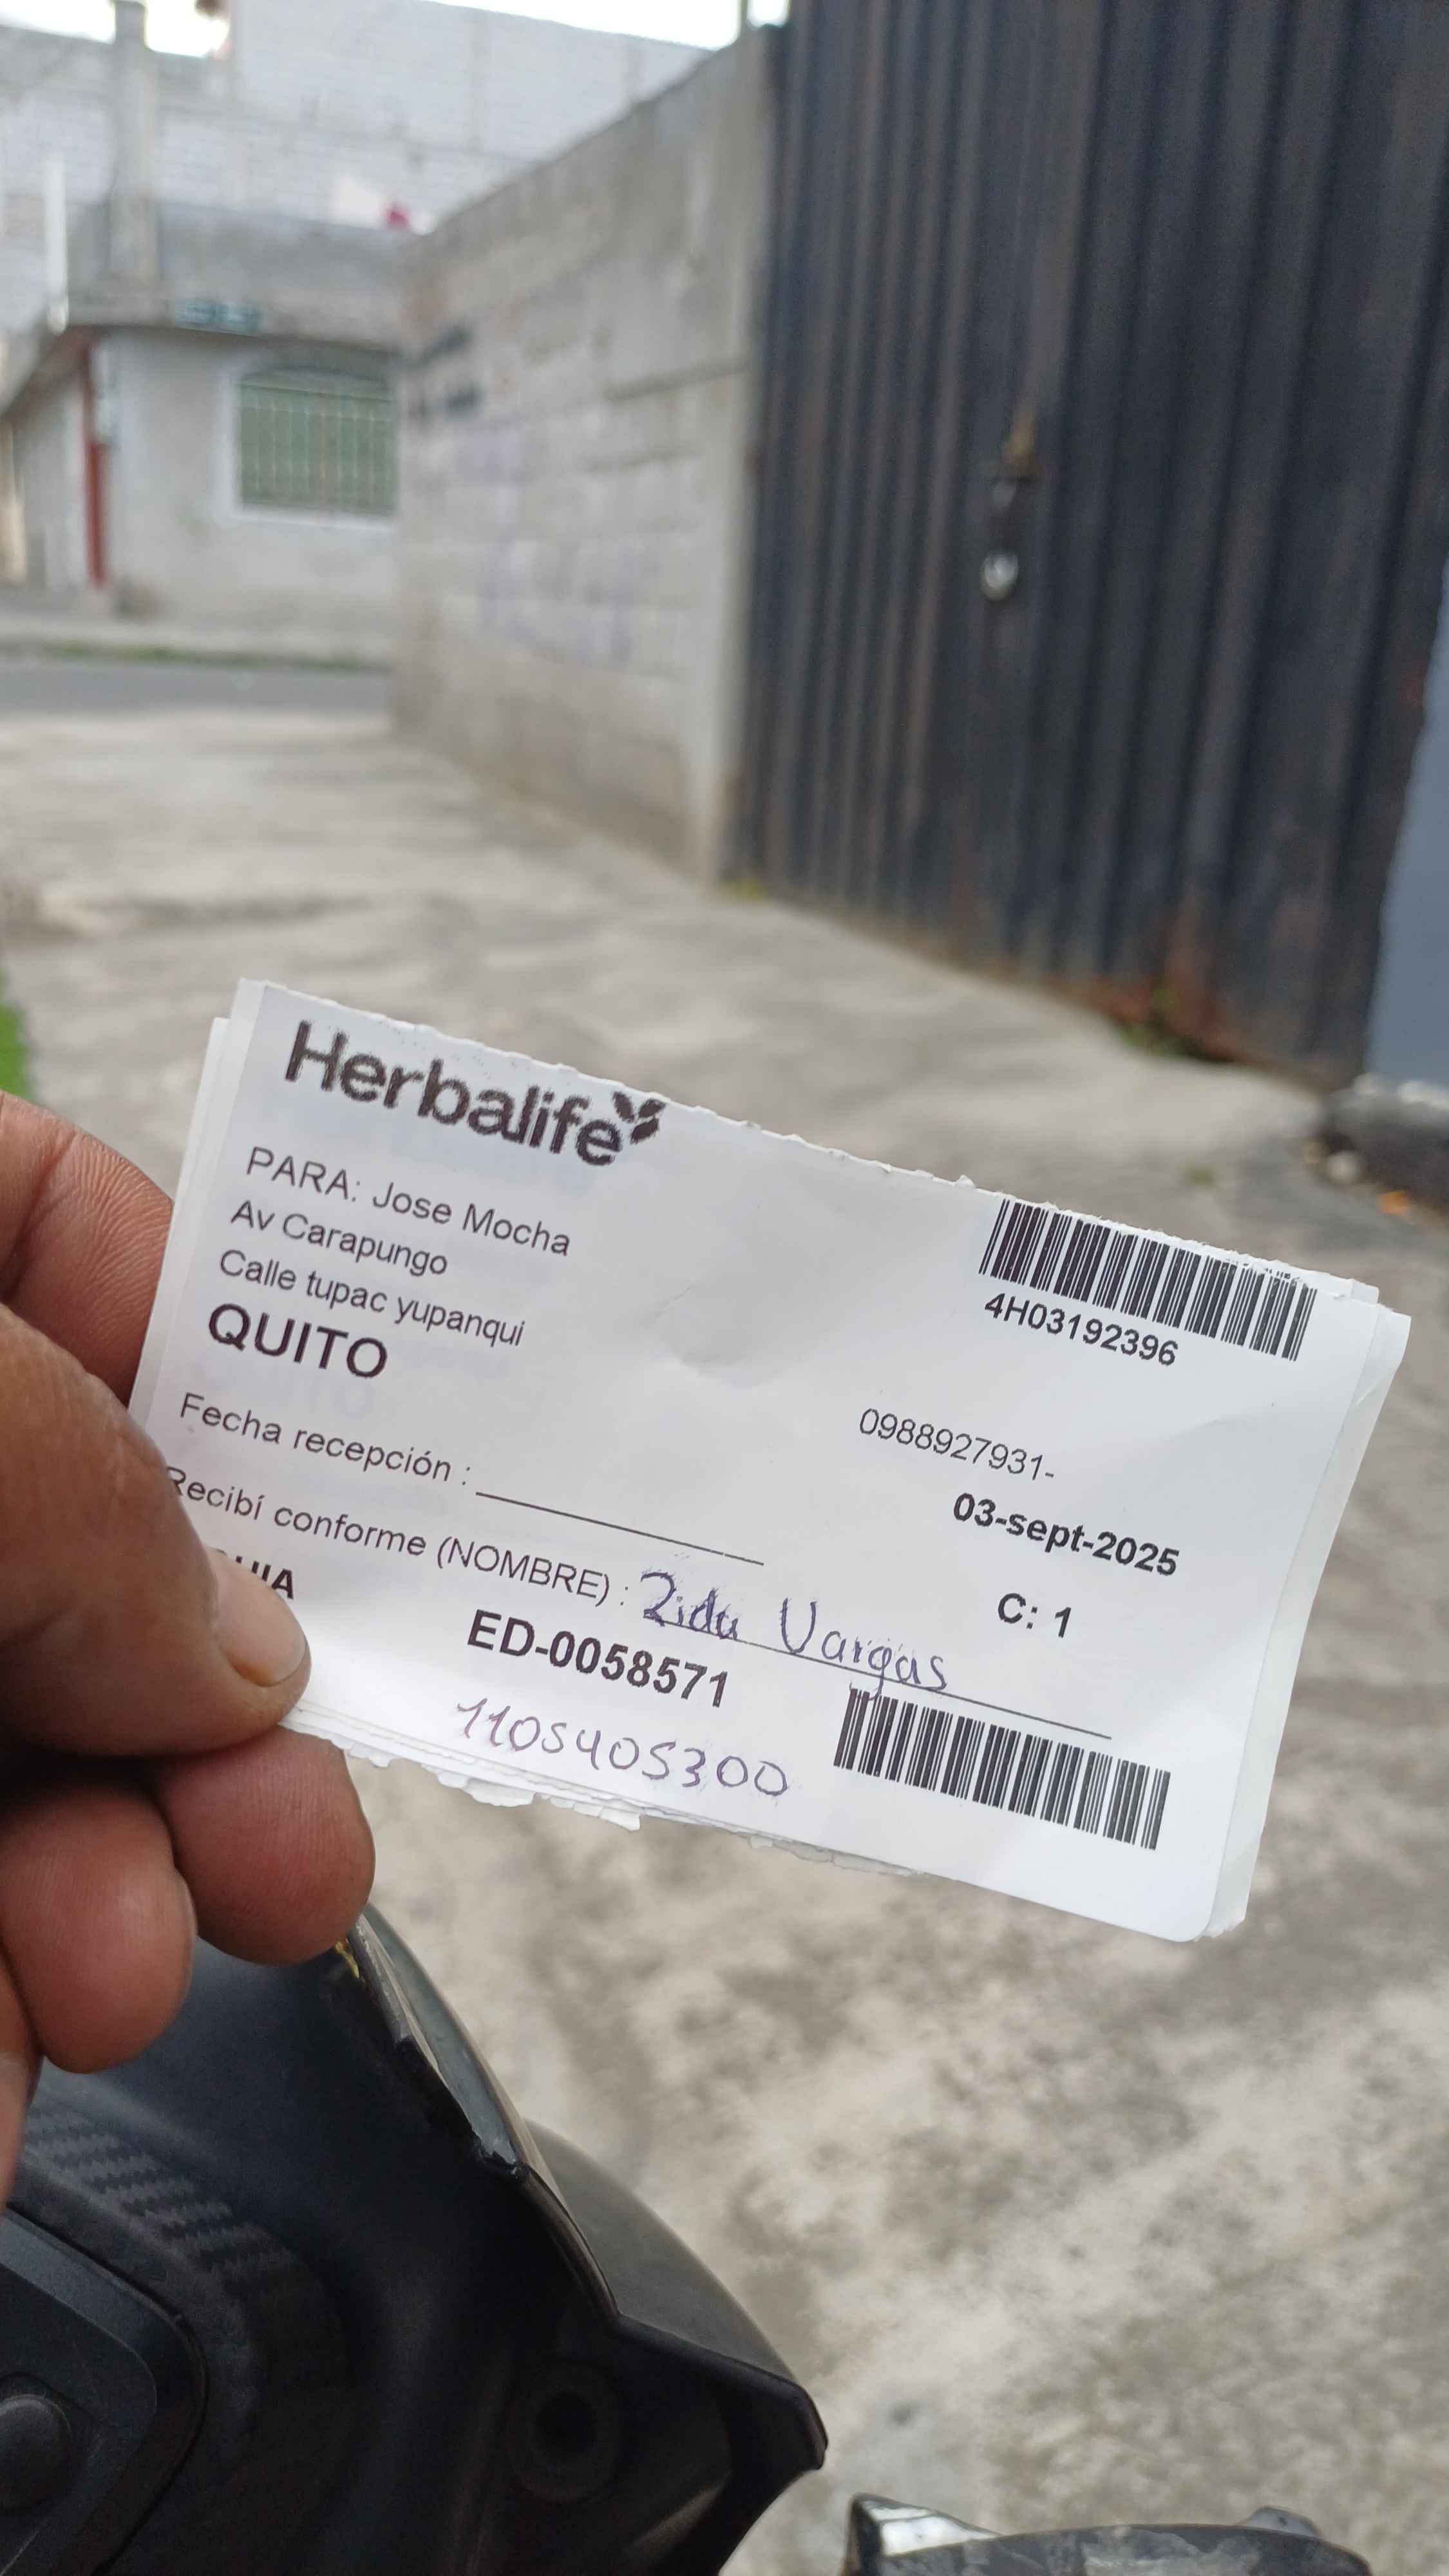 Herbalife
PARA: Jose Mocha
Av Carapungo
Calle tupac yupanqui
QUITO
4H03192396
0988927931-
03-sept-2025
Fecha recepción :
Recibí conforme (NOMBRE) : Zida Vargas
C: 1
ED-0058571
1105405300